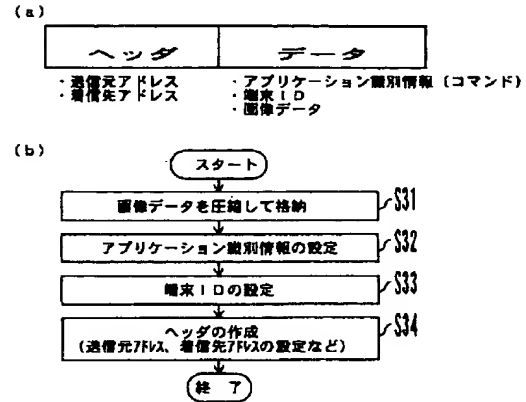 (a)
ヘッダ データ
・送信元アドレス ・アプリケーション識別情報(コマンド)
・着信先アドレス ・端末ID
・画像データ
(b)
スタート
画像データを圧縮して格納 S31
アプリケーション識別情報の設定 S32
端末IDの設定 S33
ヘッダの作成 S34
(送信元アドレス、着信先アドレスの設定など)
終 了